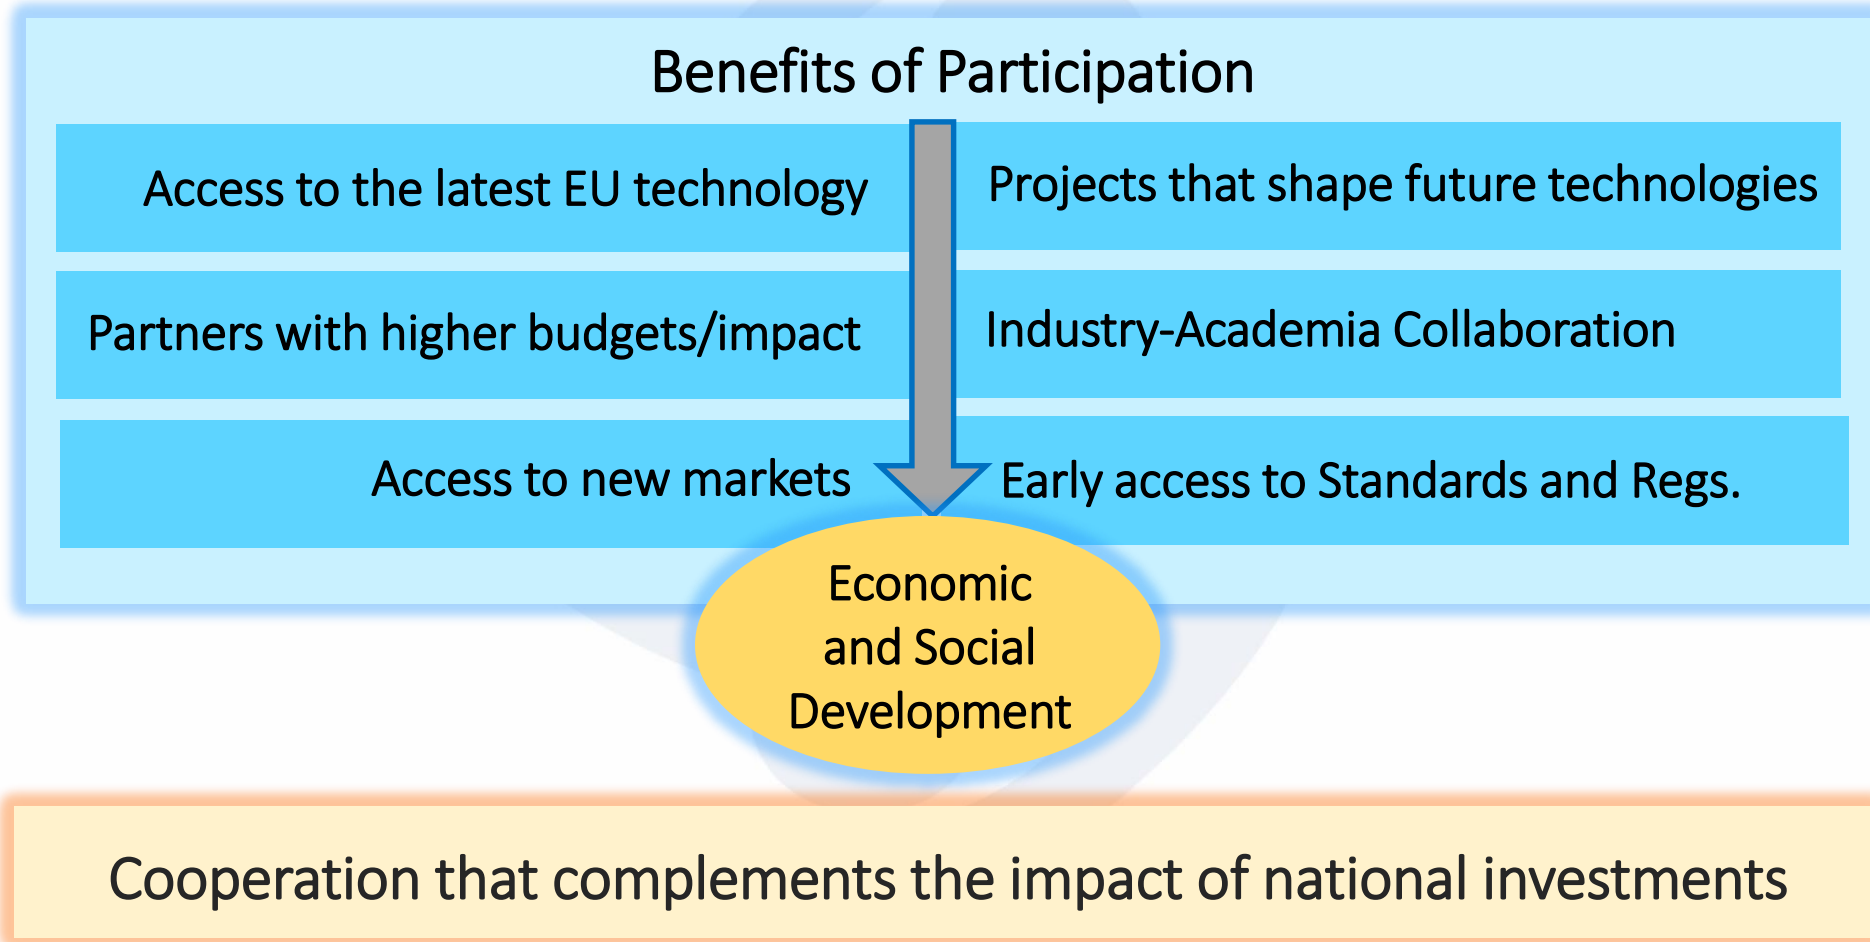 Benefits of Participation
Access to the latest EU technology
Projects that shape future technologies
Partners with higher budgets/impact
Industry-Academia Collaboration
Access to new markets
Early access to Standards and Regs.
Economic
and Social
Development
Cooperation that complements the impact of national investments